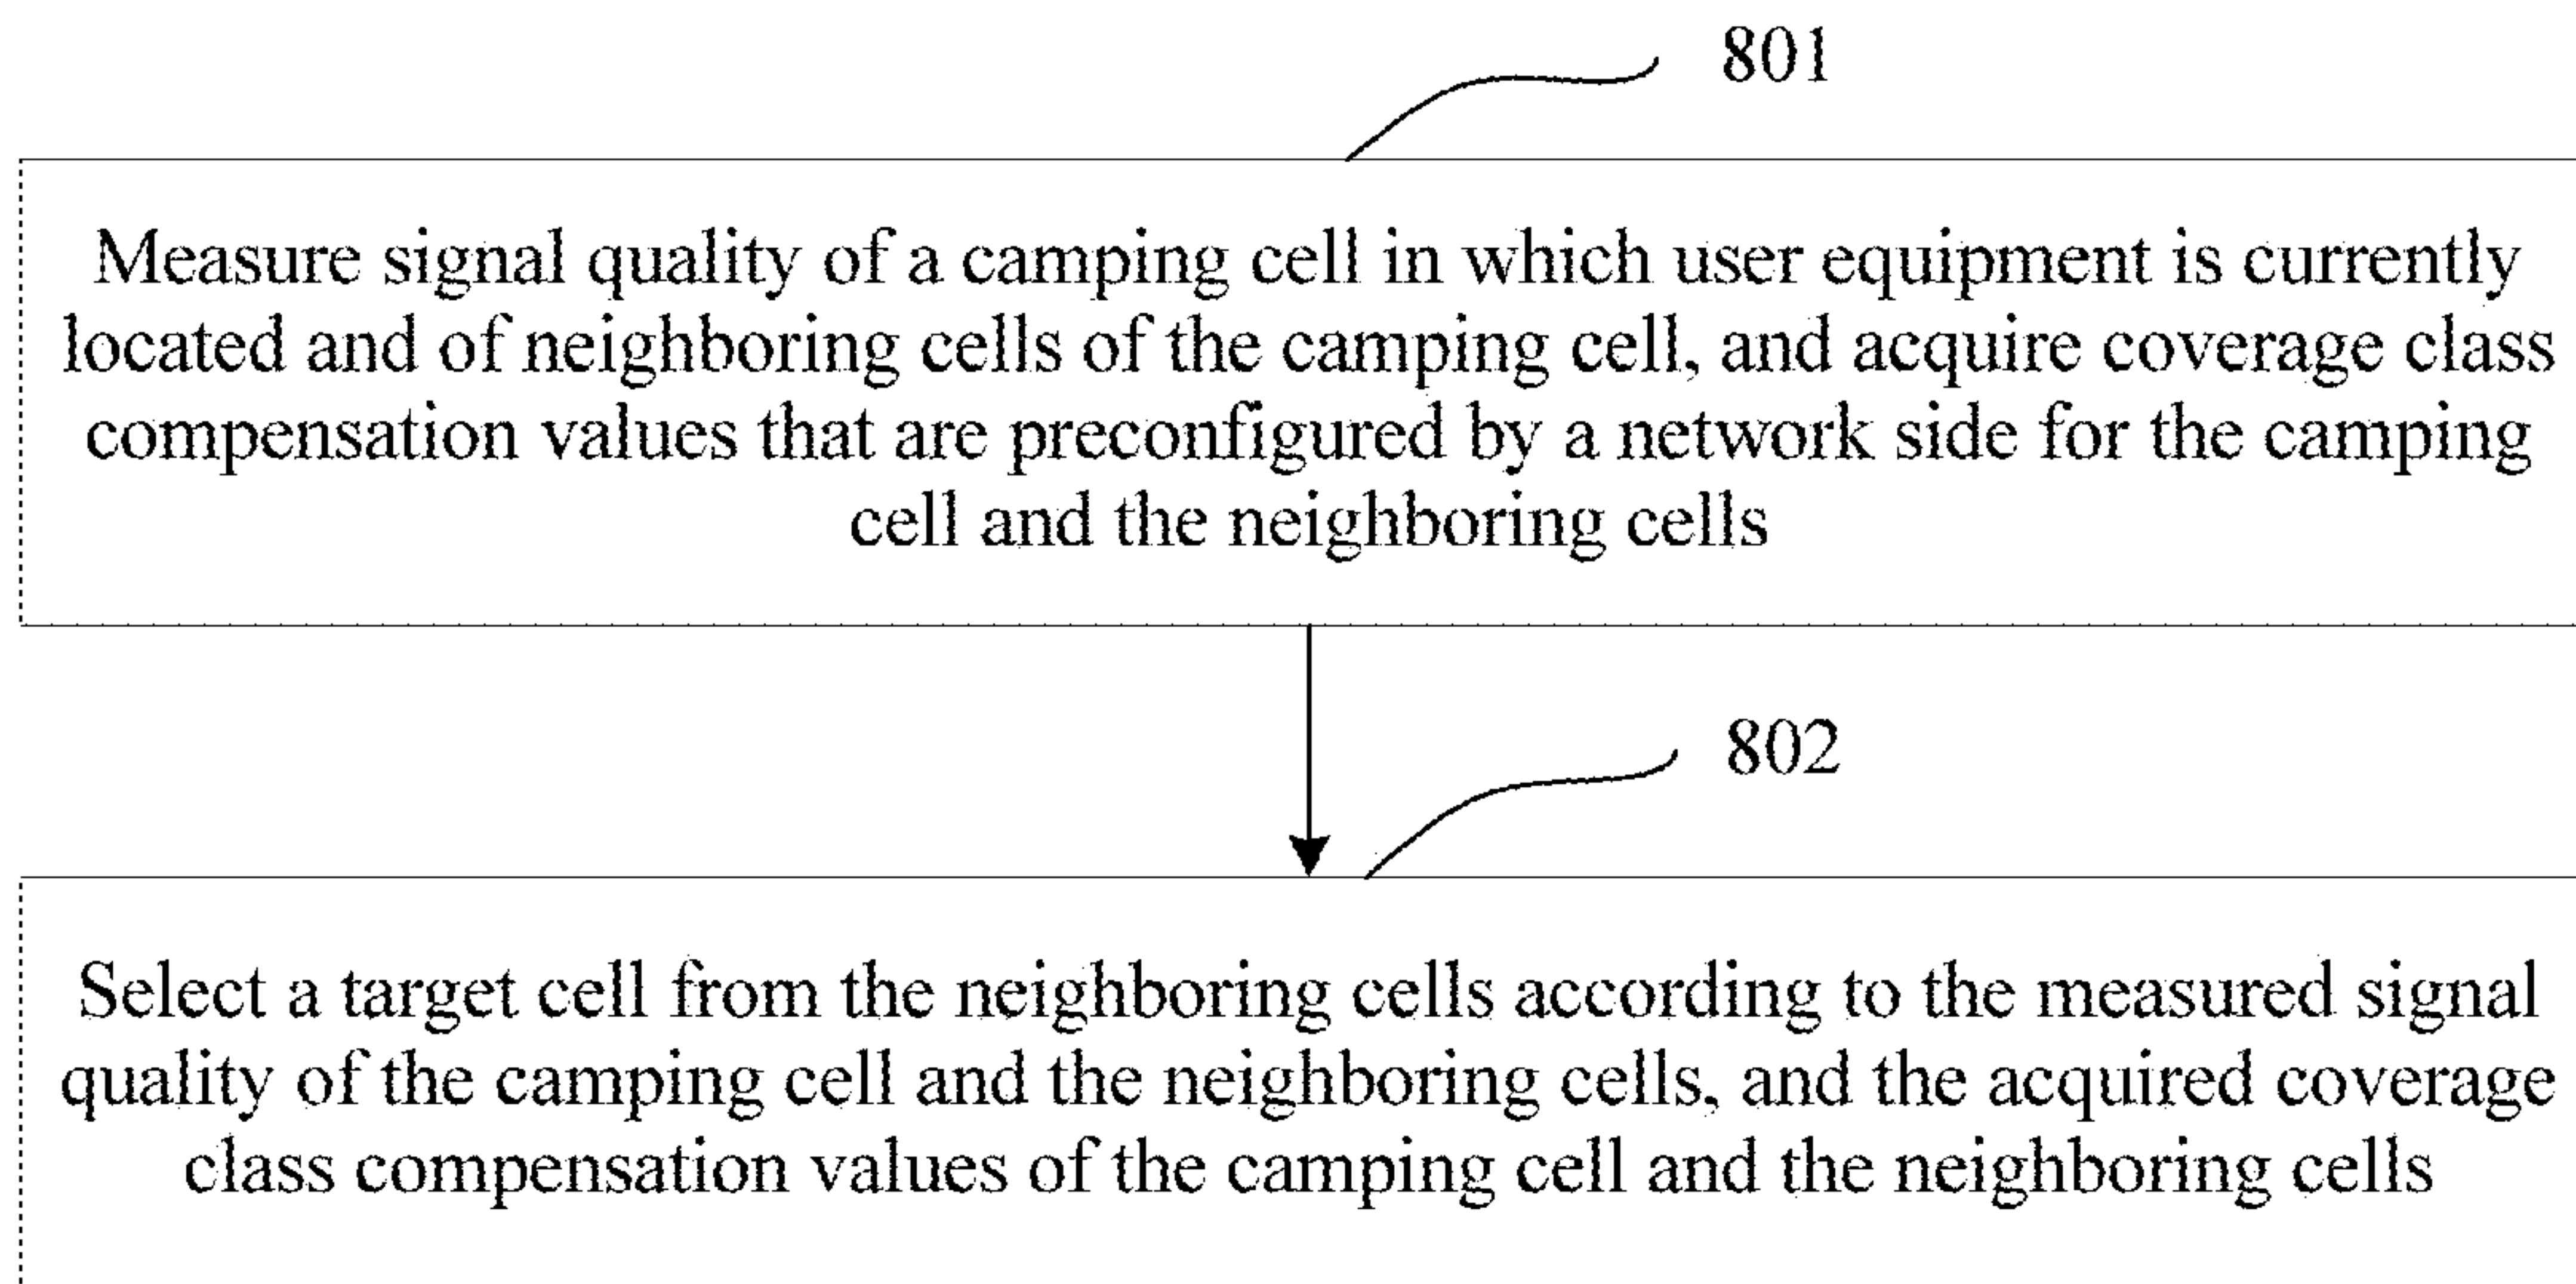 801
Measure signal quality of a camping cell in which user equipment is currently
located and of neighboring cells of the camping cell, and acquire coverage class
compensation values that are preconfigured by a network side for the camping
cell and the neighboring cells
802
Select a target cell from the neighboring cells according to the measured signal
quality of the camping cell and the neighboring cells, and the acquired coverage
class compensation values of the camping cell and the neighboring cells